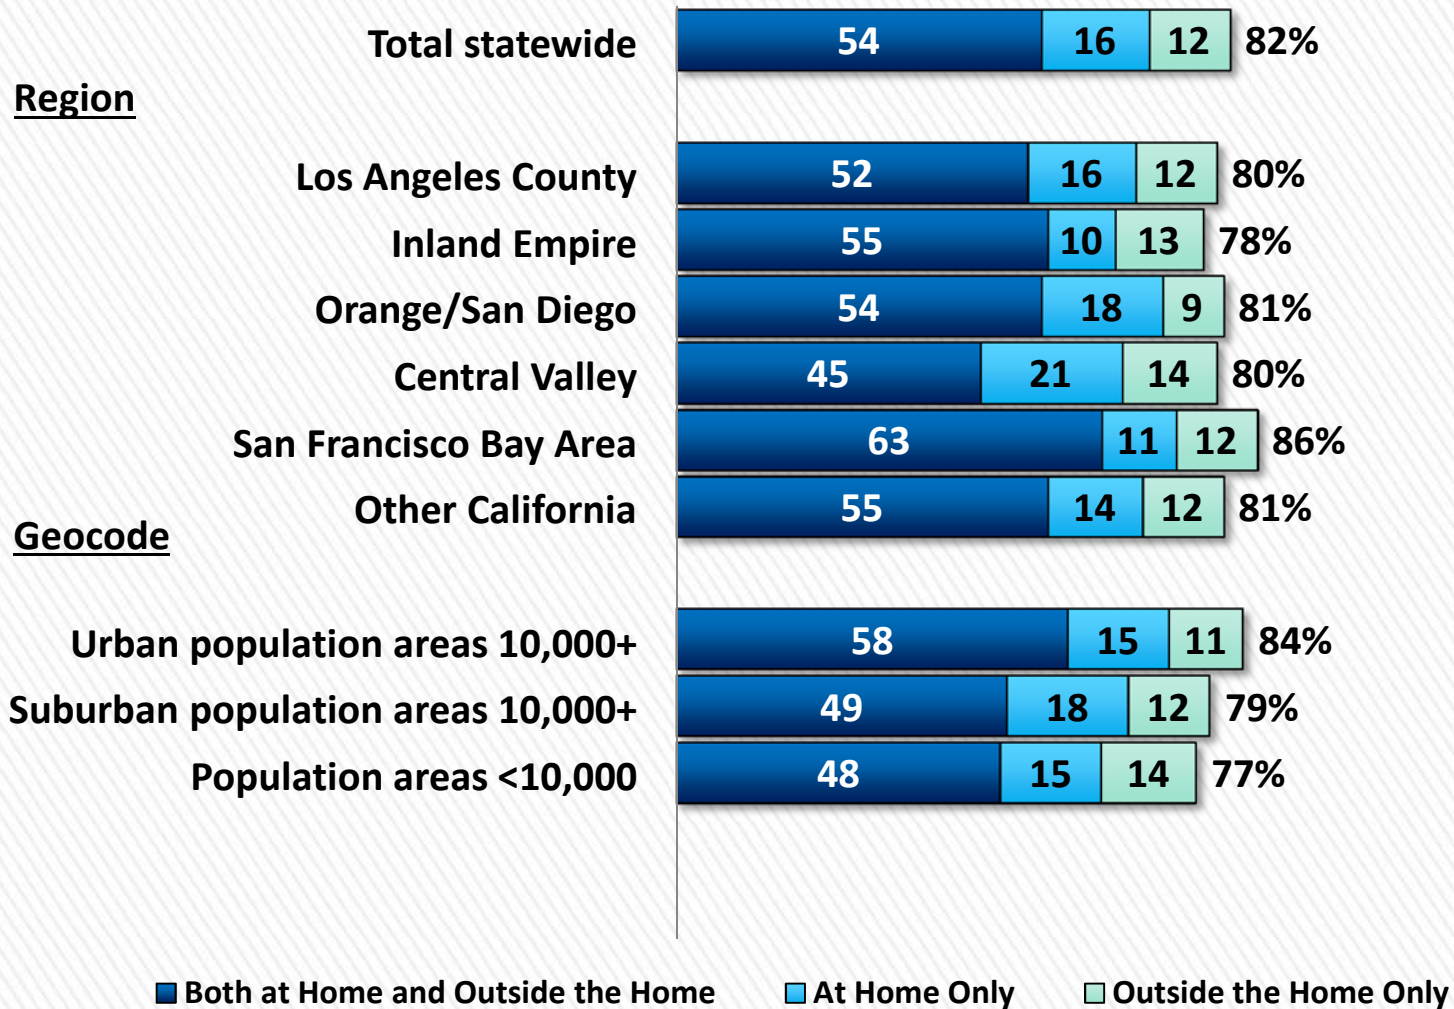 Total statewide 54 16 12 82%
Region
Los Angeles County 52 16 12 80%
Inland Empire 55 10 13 78%
Orange/San Diego 54 18 9 81%
Central Valley 45 21 14 80%
San Francisco Bay Area 63 11 12 86%
Other California 55 14 12 81%
Geocode
Urban population areas 10,000+ 58 15 11 84%
Suburban population areas 10,000+ 49 18 12 79%
Population areas <10,000 48 15 14 77%
Both at Home and Outside the Home At Home Only Outside the Home Only